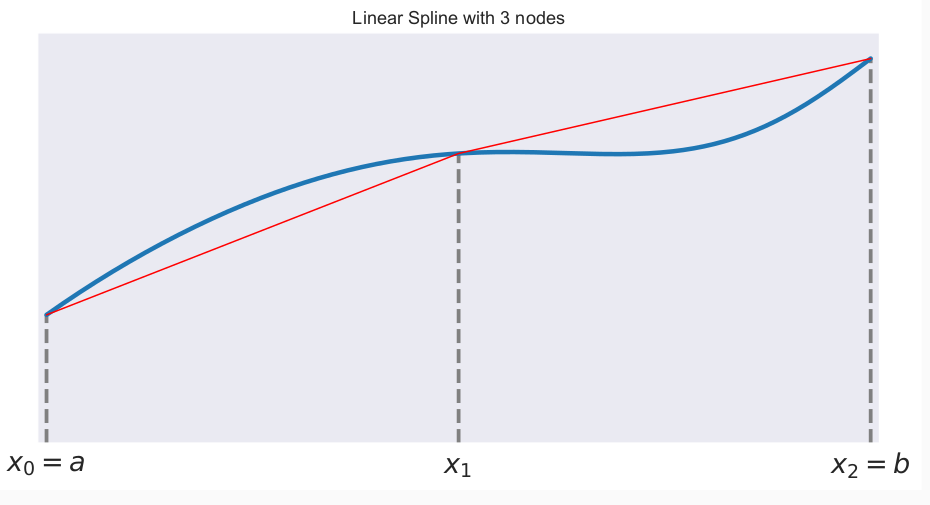 Linear Spline with 3 nodes
x₀ = a
x₁
x₂ = b